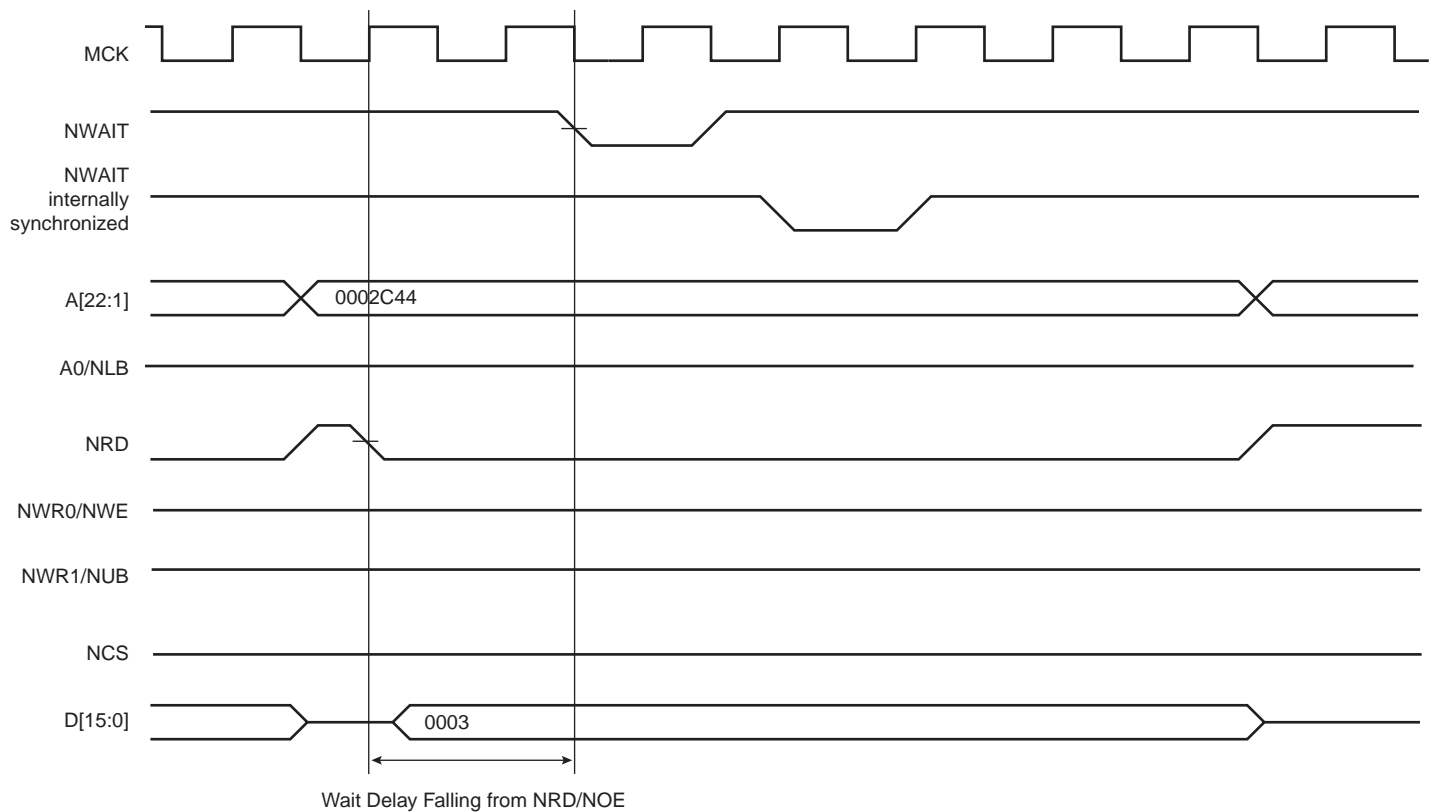 MCK
NWAIT
NWAIT
internally
synchronized
A[22:1]
0002C44
A0/NLB
NRD
NWR0/NWE
NWR1/NUB
NCS
D[15:0]
0003
Wait Delay Falling from NRD/NOE